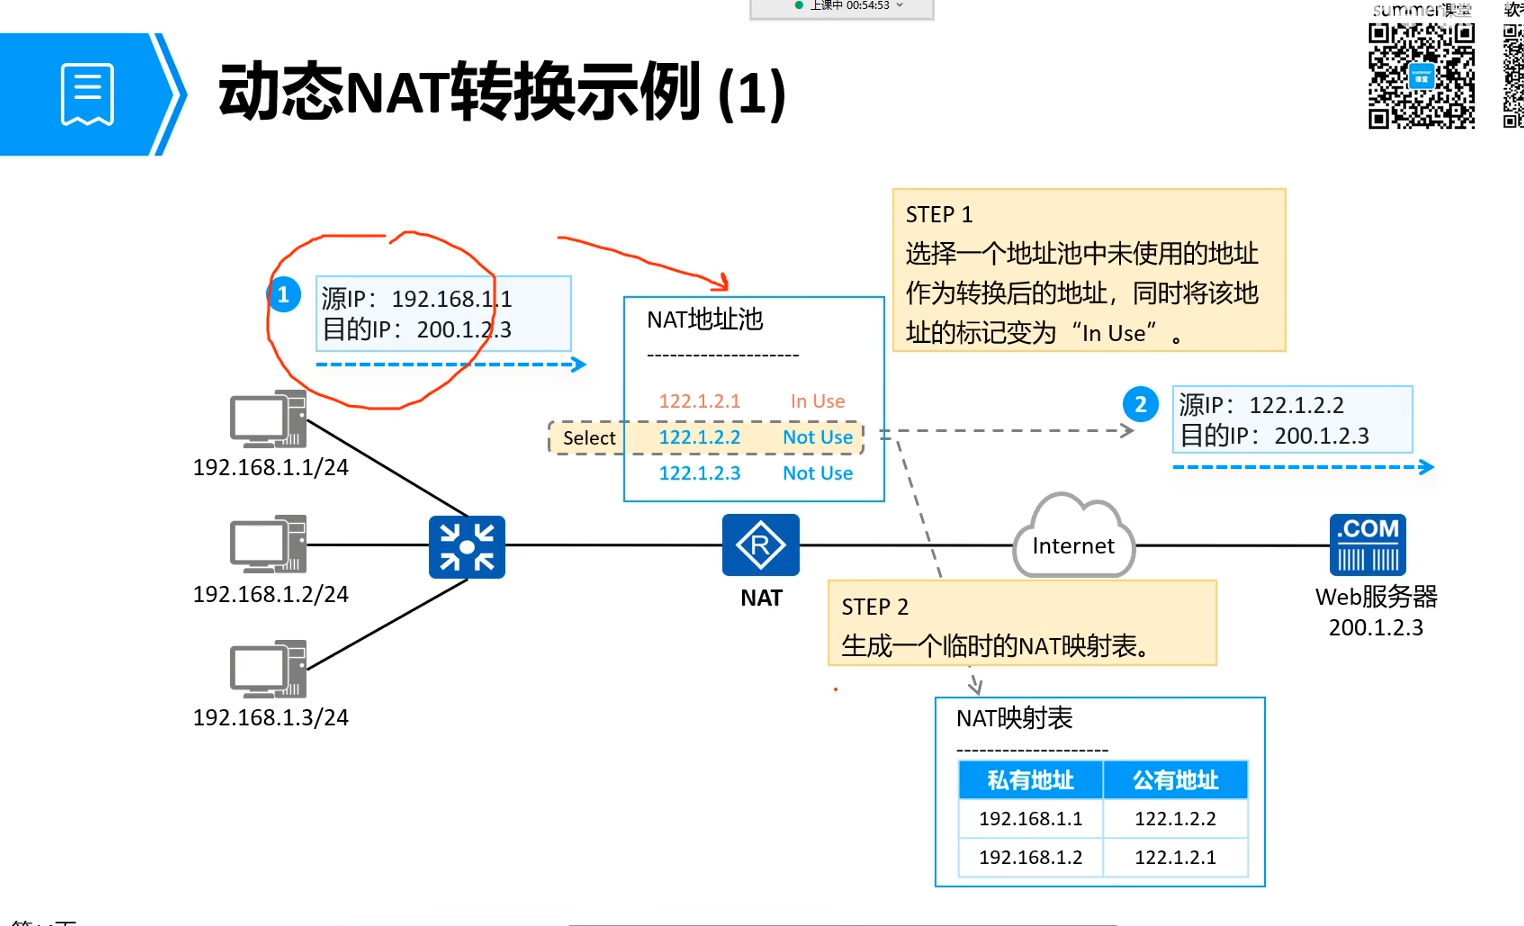 上课中 00:54:53
summer课堂
软考
动态NAT转换示例 (1)
STEP 1
选择一个地址池中未使用的地址
作为转换后的地址，同时将该地
址的标记变为“In Use”。
1
源IP：192.168.1.1
目的IP：200.1.2.3
NAT地址池
--------------------
122.1.2.1 In Use
Select 122.1.2.2 Not Use
122.1.2.3 Not Use
2
源IP：122.1.2.2
目的IP：200.1.2.3
192.168.1.1/24
192.168.1.2/24
192.168.1.3/24
R
NAT
Internet
.COM
Web服务器
200.1.2.3
STEP 2
生成一个临时的NAT映射表。
NAT映射表
--------------------
私有地址 公有地址
192.168.1.1 122.1.2.2
192.168.1.2 122.1.2.1